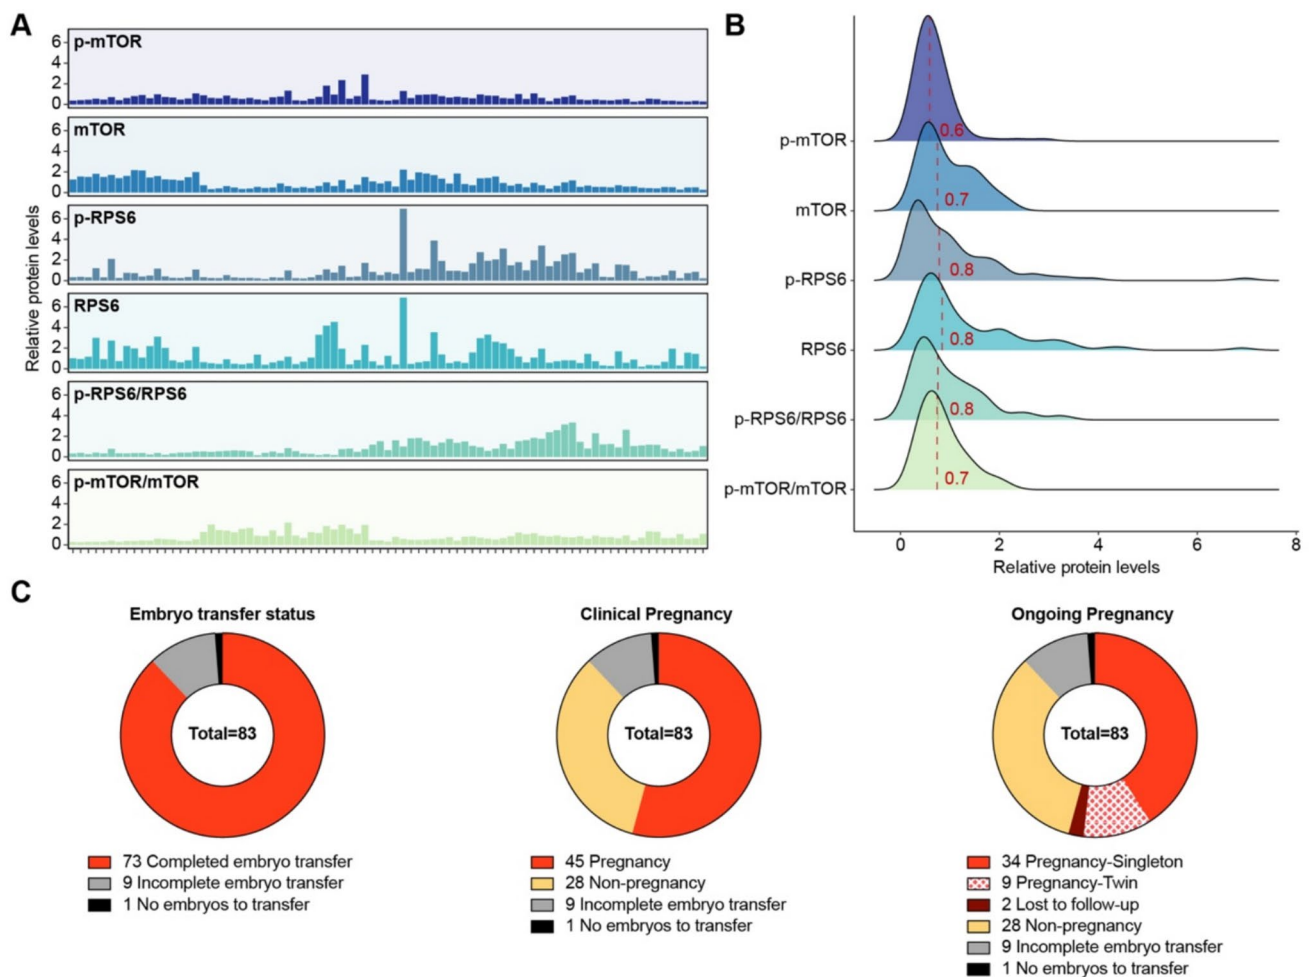 A
Relative protein levels
p-mTOR
6
4
2
0
mTOR
6
4
2
0
p-RPS6
6
4
2
0
RPS6
6
4
2
0
p-RPS6/RPS6
6
4
2
0
p-mTOR/mTOR
6
4
2
0
B
p-mTOR
0.6
mTOR
0.7
p-RPS6
0.8
RPS6
0.8
p-RPS6/RPS6
0.8
p-mTOR/mTOR
0.7
0 2 4 6 8
Relative protein levels
C
Embryo transfer status
Total=83
73 Completed embryo transfer
9 Incomplete embryo transfer
1 No embryos to transfer
Clinical Pregnancy
Total=83
45 Pregnancy
28 Non-pregnancy
9 Incomplete embryo transfer
1 No embryos to transfer
Ongoing Pregnancy
Total=83
34 Pregnancy-Singleton
9 Pregnancy-Twin
2 Lost to follow-up
28 Non-pregnancy
9 Incomplete embryo transfer
1 No embryos to transfer